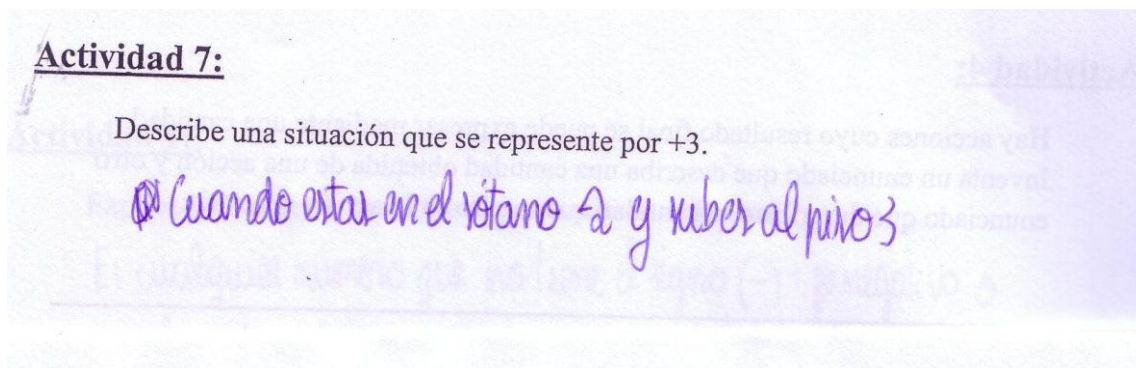 Actividad 7:
Describe una situación que se represente por +3.
Cuando estas en el sótano -2 y subes al piso 3